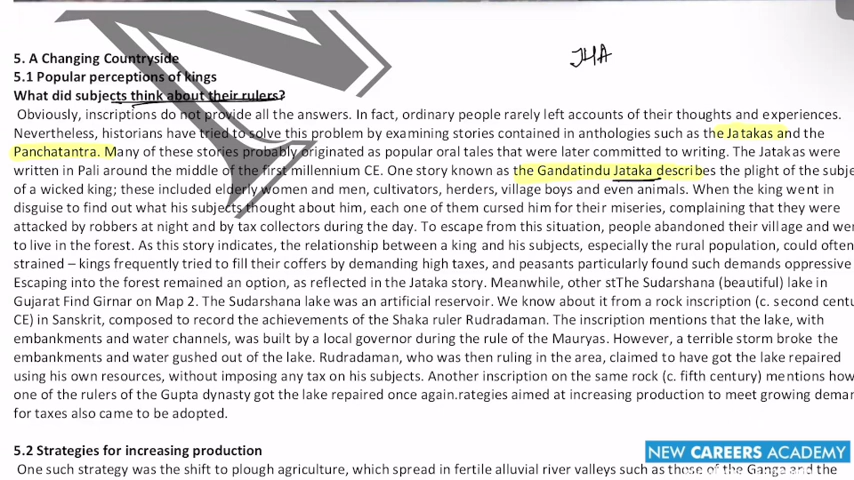 JHA
5. A Changing Countryside
5.1 Popular perceptions of kings
What did subjects think about their rulers?
Obviously, inscriptions do not provide all the answers. In fact, ordinary people rarely left accounts of their thoughts and experiences.
Nevertheless, historians have tried to solve this problem by examining stories contained in anthologies such as the Jatakas and the
Panchatantra. Many of these stories probably originated as popular oral tales that were later committed to writing. The Jatakas were
written in Pali around the middle of the first millennium CE. One story known as the Gandatindu Jataka describes the plight of the subje
of a wicked king; these included elderly women and men, cultivators, herders, village boys and even animals. When the king went in
disguise to find out what his subjects thought about him, each one of them cursed him for their miseries, complaining that they were
attacked by robbers at night and by tax collectors during the day. To escape from this situation, people abandoned their village and wen
to live in the forest. As this story indicates, the relationship between a king and his subjects, especially the rural population, could often
strained – kings frequently tried to fill their coffers by demanding high taxes, and peasants particularly found such demands oppressive
Escaping into the forest remained an option, as reflected in the Jataka story. Meanwhile, other stThe Sudarshana (beautiful) lake in
Gujarat Find Girnar on Map 2. The Sudarshana lake was an artificial reservoir. We know about it from a rock inscription (c. second centu
CE) in Sanskrit, composed to record the achievements of the Shaka ruler Rudradaman. The inscription mentions that the lake, with
embankments and water channels, was built by a local governor during the rule of the Mauryas. However, a terrible storm broke the
embankments and water gushed out of the lake. Rudradaman, who was then ruling in the area, claimed to have got the lake repaired
using his own resources, without imposing any tax on his subjects. Another inscription on the same rock (c. fifth century) mentions how
one of the rulers of the Gupta dynasty got the lake repaired once again.rategies aimed at increasing production to meet growing deman
for taxes also came to be adopted.
5.2 Strategies for increasing production
One such strategy was the shift to plough agriculture, which spread in fertile alluvial river valleys such as those of the Ganga and the
NEW CAREERS ACADEMY